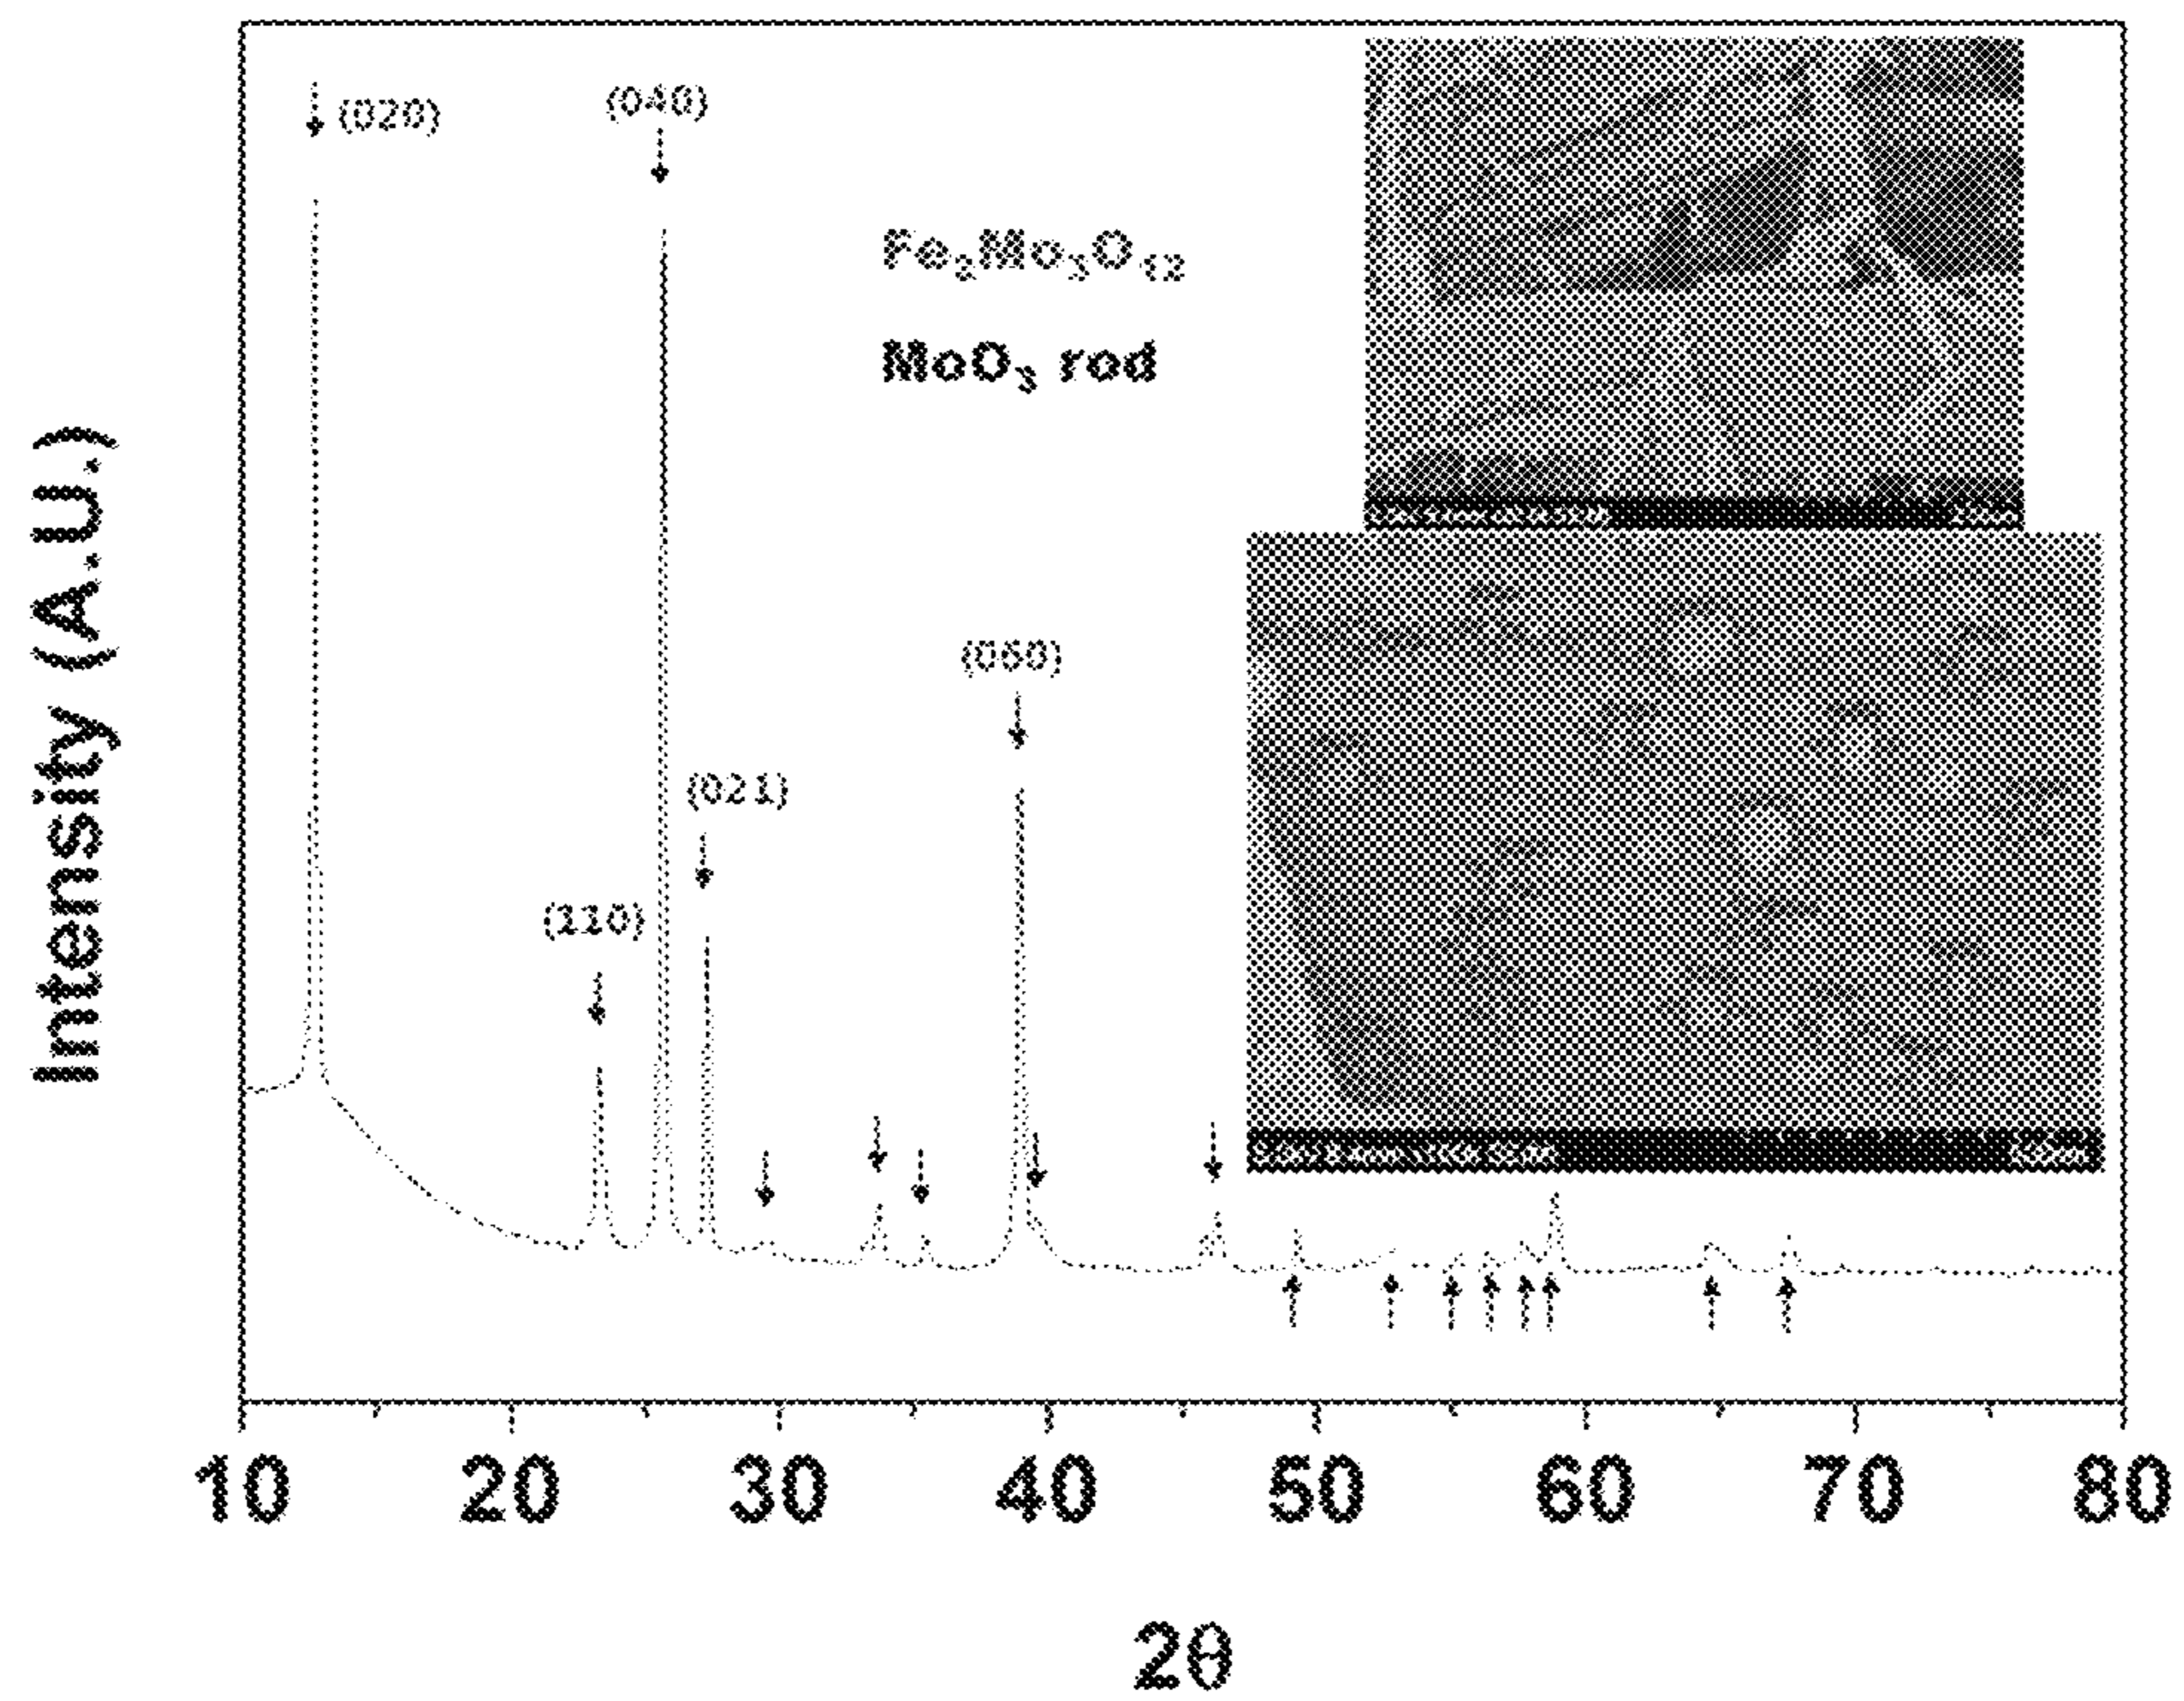 (020)
(040)
Fe₂Mo₃O₁₂
MoO₃ rod
(060)
(021)
(110)
Intensity (A.U.)
10 20 30 40 50 60 70 80
2θ